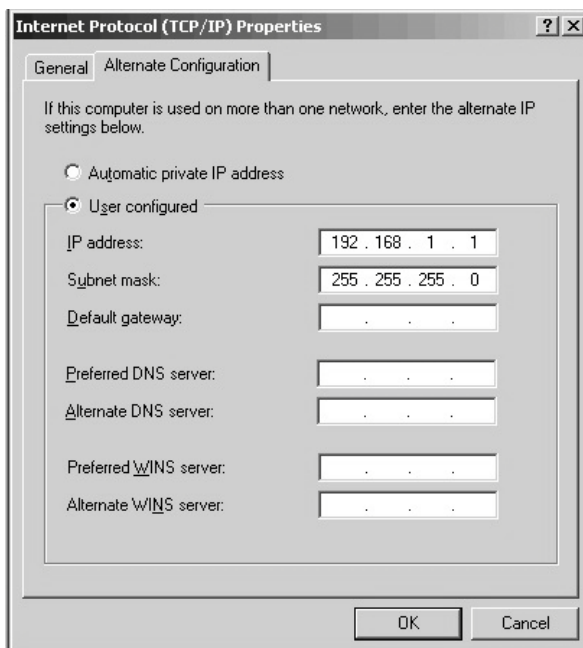 Internet Protocol (TCP/IP) Properties
General
Alternate Configuration
If this computer is used on more than one network, enter the alternate IP
settings below.
Automatic private IP address
User configured
IP address: 192 . 168 . 1 . 1
Subnet mask: 255 . 255 . 255 . 0
Default gateway: . . .
Preferred DNS server: . . .
Alternate DNS server: . . .
Preferred WINS server: . . .
Alternate WINS server: . . .
OK Cancel